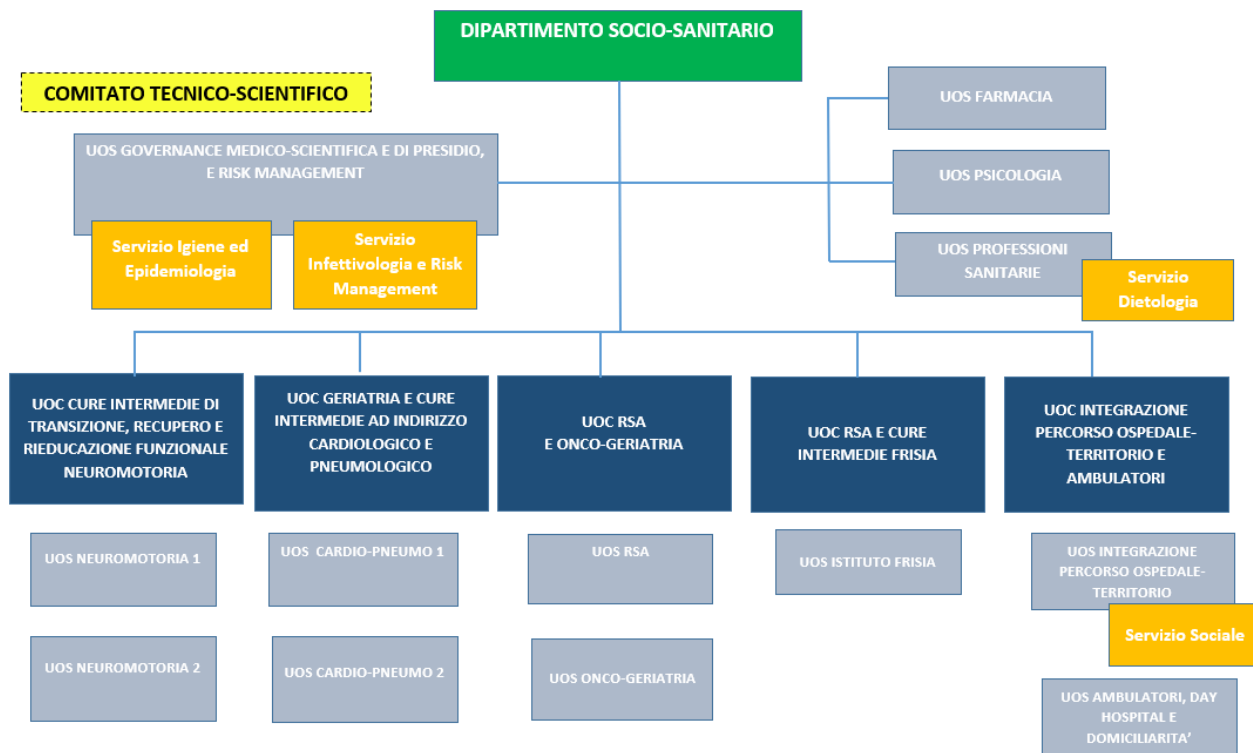 DIPARTIMENTO SOCIO-SANITARIO
COMITATO TECNICO-SCIENTIFICO
UOS GOVERNANCE MEDICO-SCIENTIFICA E DI PRESIDIO,
E RISK MANAGEMENT
Servizio Igiene ed
Epidemiologia
Servizio
Infettivologia e Risk
Management
UOS FARMACIA
UOS PSICOLOGIA
UOS PROFESSIONI
SANITARIE
Servizio
Dietologia
UOC CURE INTERMEDIE DI
TRANSIZIONE, RECUPERO E
RIEDUCAZIONE FUNZIONALE
NEUROMOTORIA
UOC GERIATRIA E CURE
INTERMEDIE AD INDIRIZZO
CARDIOLOGICO E
PNEUMOLOGICO
UOC RSA
E ONCO-GERIATRIA
UOC RSA E CURE
INTERMEDIE FRISIA
UOC INTEGRAZIONE
PERCORSO OSPEDALE-
TERRITORIO E
AMBULATORI
UOS NEUROMOTORIA 1
UOS CARDIO-PNEUMO 1
UOS RSA
UOS ISTITUTO FRISIA
UOS INTEGRAZIONE
PERCORSO OSPEDALE-
TERRITORIO
Servizio Sociale
UOS NEUROMOTORIA 2
UOS CARDIO-PNEUMO 2
UOS ONCO-GERIATRIA
UOS AMBULATORI, DAY
HOSPITAL E
DOMICILIARITA’